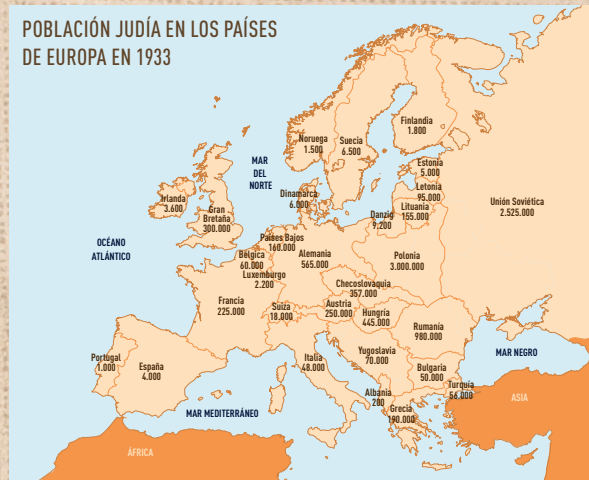 POBLACIÓN JUDÍA EN LOS PAÍSES
DE EUROPA EN 1933
Finlandia
1.800
Noruega
1.500
Suecia
6.500
MAR
DEL
NORTE
Estonia
5.000
Letonia
95.000
Lituania
155.000
Dinamarca
6.000
Danzig
9.200
Unión Soviética
2.525.000
Irlanda
3.600
Gran
Bretaña
300.000
OCÉANO
ATLÁNTICO
Países Bajos
160.000
Bélgica
60.000
Luxemburgo
2.200
Alemania
565.000
Polonia
3.000.000
Checoslovaquia
357.000
Francia
225.000
Suiza
18.000
Austria
250.000
Hungría
445.000
Rumanía
980.000
Portugal
1.000
España
4.000
Italia
48.000
Yugoslavia
70.000
Bulgaria
50.000
MAR NEGRO
Albania
200
Turquía
56.000
Grecia
100.000
MAR MEDITERRÁNEO
ASIA
ÁFRICA